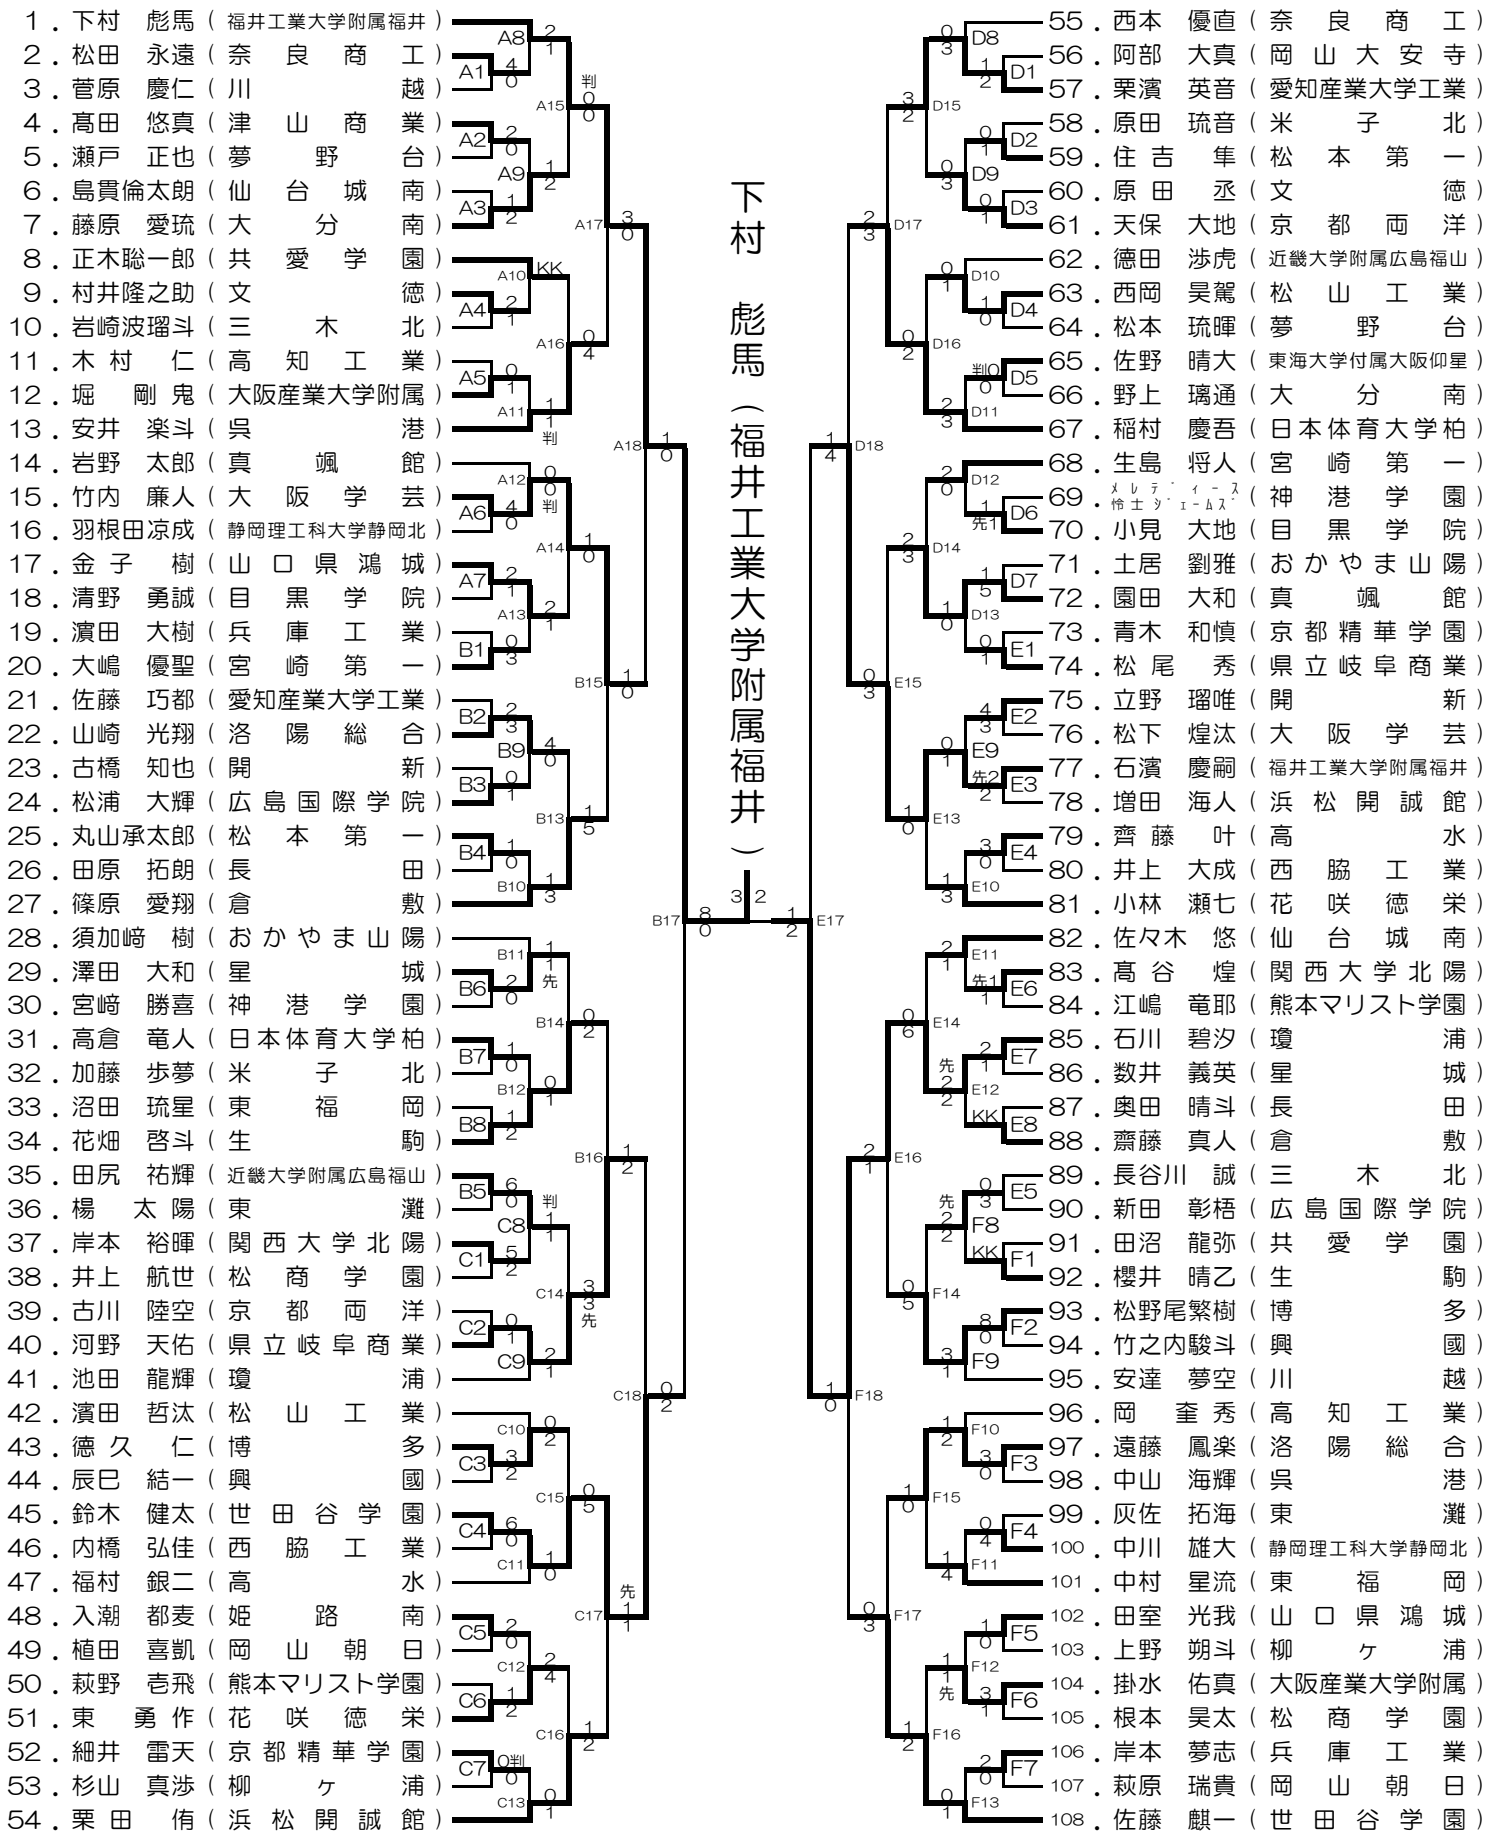 1．下村　彪馬（福井工業大学附属福井）
2．松田　永遠（奈良商工）
3．菅原　慶仁（川越）
4．髙田　悠真（津山商業）
5．瀬戸　正也（夢野台）
6．島貫倫太朗（仙台城南）
7．藤原　愛琉（大分南）
8．正木聡一郎（共愛学園）
9．村井隆之助（文徳）
10．岩崎波瑠斗（三木北）
11．木村　仁（高知工業）
12．堀　剛鬼（大阪産業大学附属）
13．安井　楽斗（呉港）
14．岩野　太郎（真颯館）
15．竹内　廉人（大阪学芸）
16．羽根田凉成（静岡理工科大学静岡北）
17．金子　樹（山口県鴻城）
18．清野　勇誠（目黒学院）
19．濵田　大樹（兵庫工業）
20．大嶋　優聖（宮崎第一）
21．佐藤　巧都（愛知産業大学工業）
22．山崎　光翔（洛陽総合）
23．古橋　知也（開新）
24．松浦　大輝（広島国際学院）
25．丸山承太郎（松本第一）
26．田原　拓朗（長田）
27．篠原　愛翔（倉敷）
28．須加﨑　樹（おかやま山陽）
29．澤田　大和（星城）
30．宮﨑　勝喜（神港学園）
31．高倉　竜人（日本体育大学柏）
32．加藤　歩夢（米子北）
33．沼田　琉星（東福岡）
34．花畑　啓斗（生駒）
35．田尻　祐輝（近畿大学附属広島福山）
36．楊　太陽（東灘）
37．岸本　裕暉（関西大学北陽）
38．井上　航世（松商学園）
39．古川　陸空（京都両洋）
40．河野　天佑（県立岐阜商業）
41．池田　龍輝（瓊浦）
42．濱田　哲汰（松山工業）
43．德久　仁（博多）
44．辰巳　結一（興國）
45．鈴木　健太（世田谷学園）
46．内橋　弘佳（西脇工業）
47．福村　銀二（高水）
48．入潮　都麦（姫路南）
49．植田　喜凱（岡山朝日）
50．萩野　壱飛（熊本マリスト学園）
51．東　勇作（花咲徳栄）
52．細井　雷天（京都精華学園）
53．杉山　真渉（柳ヶ浦）
54．栗田　侑（浜松開誠館）
下村　彪馬（福井工業大学附属福井）
55．西本　優直（奈良商工）
56．阿部　大真（岡山大安寺）
57．栗濱　英音（愛知産業大学工業）
58．原田　琉音（米子北）
59．住吉　隼（松本第一）
60．原田　丞（文徳）
61．天保　大地（京都両洋）
62．德田　渉虎（近畿大学附属広島福山）
63．西岡　昊駕（松山工業）
64．松本　琉暉（夢野台）
65．佐野　晴大（東海大学付属大阪仰星）
66．野上　璃通（大分南）
67．稲村　慶吾（日本体育大学柏）
68．生島　将人（宮崎第一）
69．メレディース怜士ジェームズ（神港学園）
70．小見　大地（目黒学院）
71．土居　劉雅（おかやま山陽）
72．園田　大和（真颯館）
73．青木　和慎（京都精華学園）
74．松尾　秀（県立岐阜商業）
75．立野　瑠唯（開新）
76．松下　煌汰（大阪学芸）
77．石濱　慶嗣（福井工業大学附属福井）
78．増田　海人（浜松開誠館）
79．齊藤　叶（高水）
80．井上　大成（西脇工業）
81．小林　瀬七（花咲徳栄）
82．佐々木　悠（仙台城南）
83．髙谷　煌（関西大学北陽）
84．江嶋　竜耶（熊本マリスト学園）
85．石川　碧汐（瓊浦）
86．数井　義英（星城）
87．奥田　晴斗（長田）
88．齋藤　真人（倉敷）
89．長谷川　誠（三木北）
90．新田　彰梧（広島国際学院）
91．田沼　龍弥（共愛学園）
92．櫻井　晴乙（生駒）
93．松野尾繁樹（博多）
94．竹之内駿斗（興國）
95．安達　夢空（川越）
96．岡　奎秀（高知工業）
97．遠藤　鳳楽（洛陽総合）
98．中山　海輝（呉港）
99．灰佐　拓海（東灘）
100．中川　雄大（静岡理工科大学静岡北）
101．中村　星流（東福岡）
102．田室　光我（山口県鴻城）
103．上野　朔斗（柳ヶ浦）
104．掛水　佑真（大阪産業大学附属）
105．根本　昊太（松商学園）
106．岸本　夢志（兵庫工業）
107．萩原　瑞貴（岡山朝日）
108．佐藤　麒一（世田谷学園）